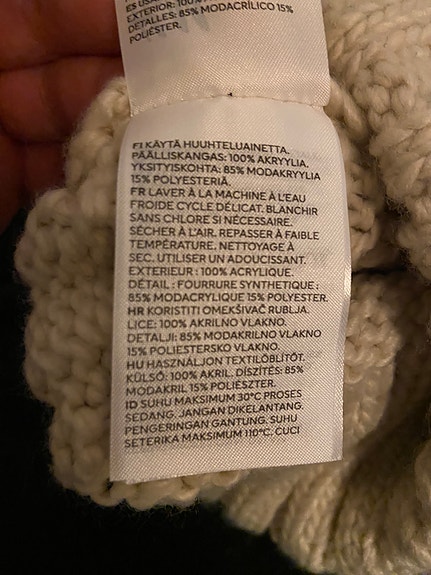 EXTERIOR: 100%
DETALLES: 85% MODACRÍLICO 15%
POLIÉSTER.
FI KÄYTÄ HUUHTELUAINETTA.
PÄÄLLISKANGAS: 100% AKRYYLIA.
YKSITYISKOHTA: 85% MODAKRYYLIA
15% POLYESTERIÄ.
FR LAVER À LA MACHINE À L'EAU
FROIDE CYCLE DÉLICAT. BLANCHIR
SANS CHLORE SI NÉCESSAIRE.
SÉCHER À L'AIR. REPASSER À FAIBLE
TEMPÉRATURE. NETTOYAGE À
SEC. UTILISER UN ADOUCISSANT.
EXTERIEUR : 100% ACRYLIQUE.
DÉTAIL : FOURRURE SYNTHETIQUE :
85% MODACRYLIQUE 15% POLYESTER.
HR KORISTITI OMEKŠIVAČ RUBLJA.
LICE: 100% AKRILNO VLAKNO.
DETALJI: 85% MODAKRILNO VLAKNO
15% POLIESTERSKO VLAKNO.
HU HASZNÁLJON TEXTILÖBLÍTŐT.
KÜLSŐ: 100% AKRIL. DÍSZÍTÉS: 85%
MODAKRIL 15% POLIÉSZTER.
ID SUHU MAKSIMUM 30°C PROSES
SEDANG. JANGAN DIKELANTANG.
PENGERINGAN GANTUNG. SUHU
SETERIKA MAKSIMUM 110°C. CUCI